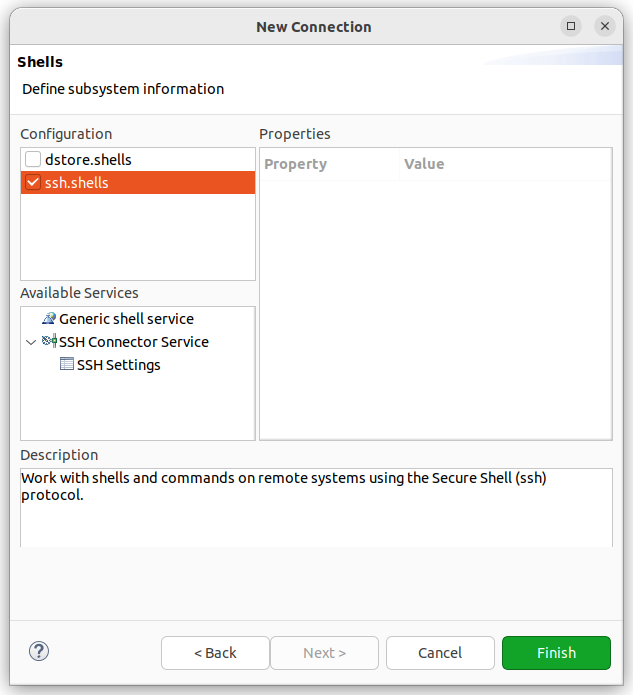 New Connection
Shells
Define subsystem information
Configuration
Properties
dstore.shells
ssh.shells
Property
Value
Available Services
Generic shell service
SSH Connector Service
SSH Settings
Description
Work with shells and commands on remote systems using the Secure Shell (ssh)
protocol.
?
< Back
Next >
Cancel
Finish